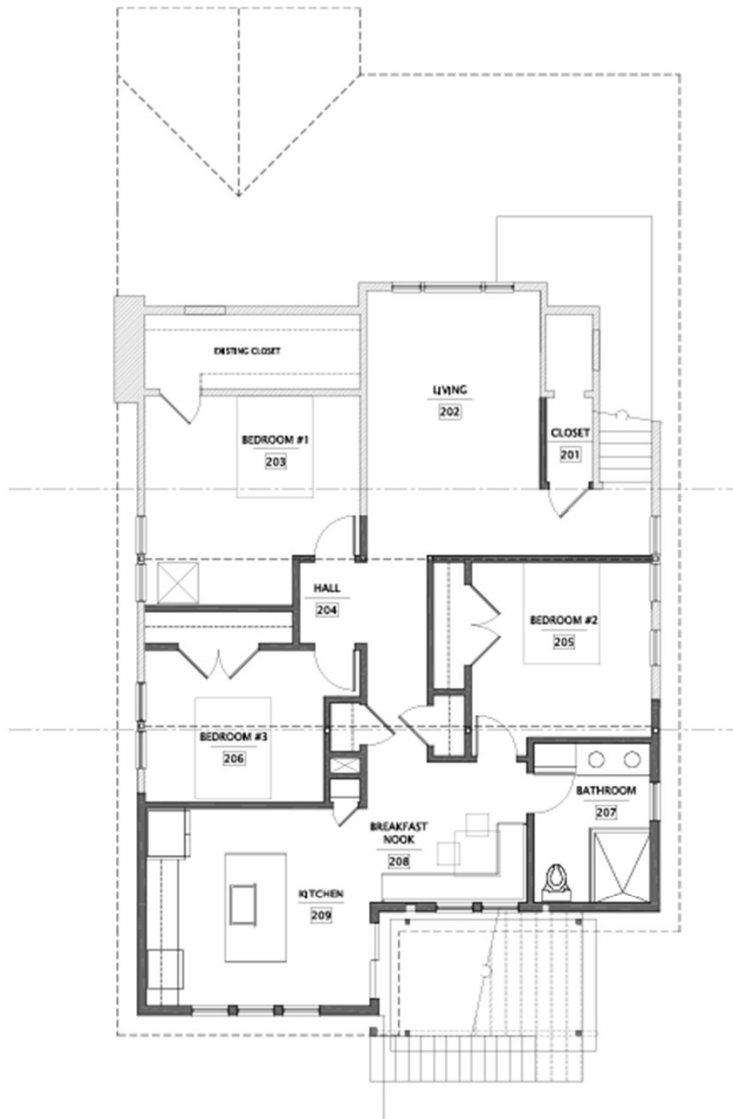 EXISTING CLOSET
LIVING
202
BEDROOM #1
203
CLOSET
201
HALL
204
BEDROOM #2
205
BEDROOM #3
206
BATHROOM
207
BREAKFAST
NOOK
208
KITCHEN
209